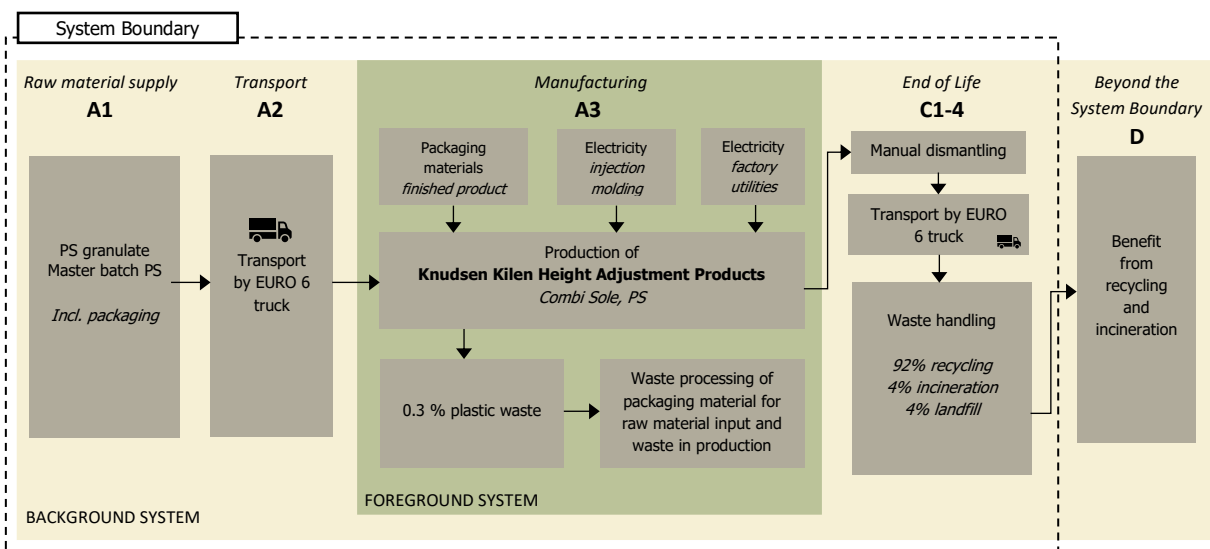 System Boundary
Raw material supply
A1
Transport
A2
Manufacturing
A3
End of Life
C1-4
Beyond the
System Boundary
D
PS granulate
Master batch PS
Incl. packaging
Transport
by EURO 6
truck
Packaging
materials
finished product
Electricity
injection
molding
Electricity
factory
utilities
Production of
Knudsen Kilen Height Adjustment Products
Combi Sole, PS
0.3 % plastic waste
Waste processing of
packaging material for
raw material input and
waste in production
Manual dismantling
Transport by EURO
6 truck
Waste handling
92% recycling
4% incineration
4% landfill
Benefit
from
recycling
and
incineration
FOREGROUND SYSTEM
BACKGROUND SYSTEM